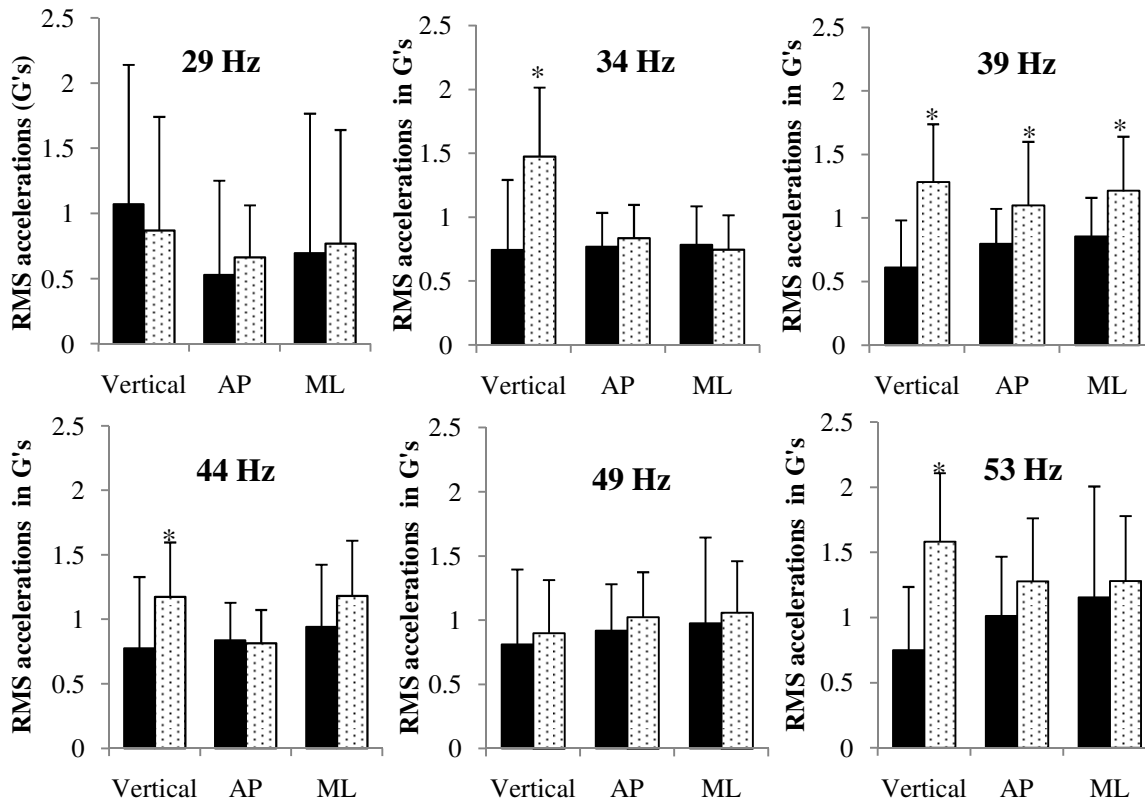 RMS accelerations (G's)
2.5
2
1.5
1
0.5
0
29 Hz
Vertical AP ML
RMS accelerations in G's
2.5
2
1.5
1
0.5
0
34 Hz
*
Vertical AP ML
RMS accelerations in G's
2.5
2
1.5
1
0.5
0
39 Hz
* * *
Vertical AP ML
RMS accelerations in G's
2.5
2
1.5
1
0.5
0
44 Hz
*
Vertical AP ML
RMS accelerations in G's
2.5
2
1.5
1
0.5
0
49 Hz
Vertical AP ML
RMS accelerations in G's
2.5
2
1.5
1
0.5
0
53 Hz
*
Vertical AP ML